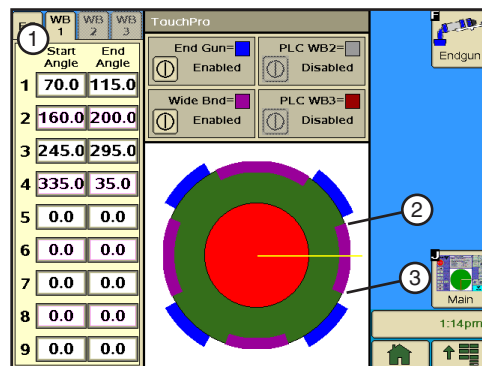 WB 1
WB 2
WB 3
1
Start Angle
End Angle
1 70.0 115.0
2 160.0 200.0
3 245.0 295.0
4 335.0 35.0
5 0.0 0.0
6 0.0 0.0
7 0.0 0.0
8 0.0 0.0
9 0.0 0.0
TouchPro
End Gun=
Enabled
PLC WB2=
Disabled
Wide Bnd=
Enabled
PLC WB3=
Disabled
2
3
F
Endgun
J
Main
1:14pm